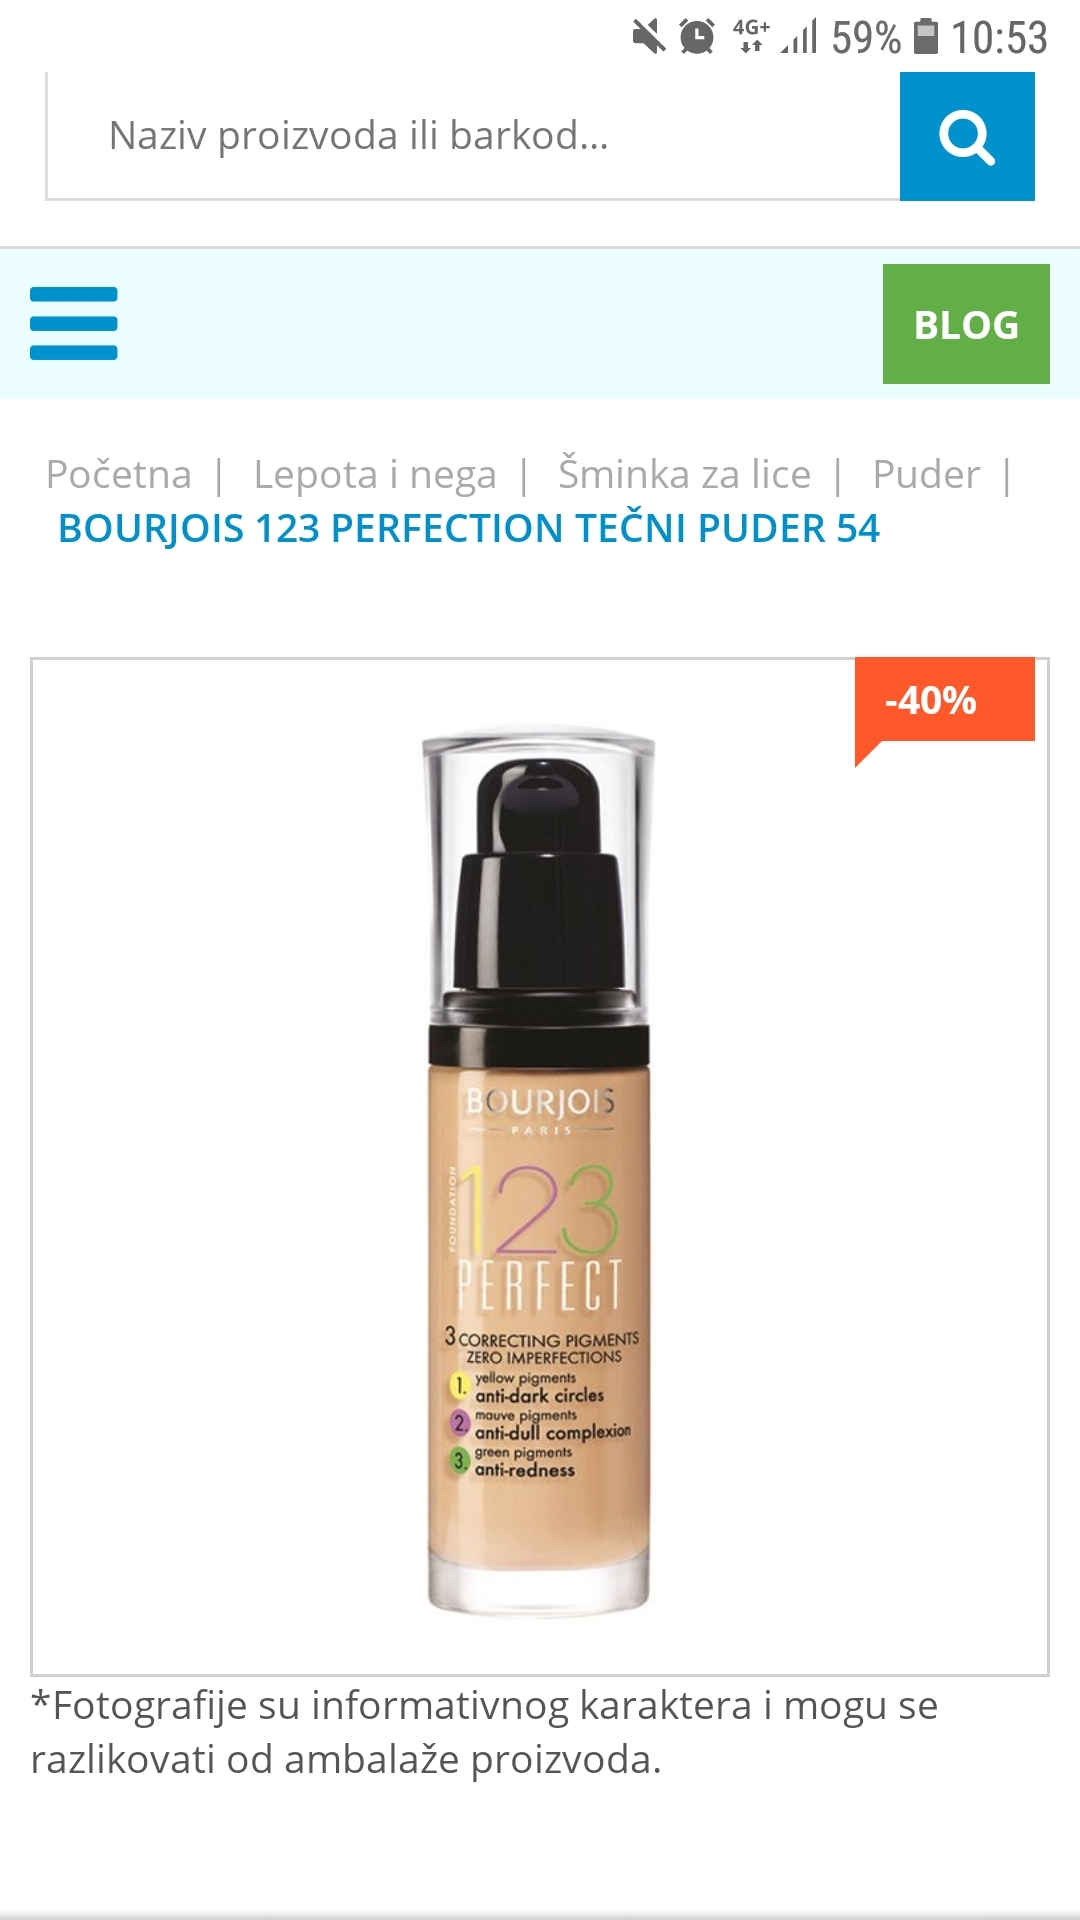 4G+ 59% 10:53
Naziv proizvoda ili barkod...
BLOG
Početna | Lepota i nega | Šminka za lice | Puder |
BOURJOIS 123 PERFECTION TEČNI PUDER 54
-40%
BOURJOIS
PARIS
FOUNDATION
123
PERFECT
3 CORRECTING PIGMENTS
ZERO IMPERFECTIONS
1. yellow pigments
anti-dark circles
2. mauve pigments
anti-dull complexion
3. green pigments
anti-redness
*Fotografije su informativnog karaktera i mogu se
razlikovati od ambalaže proizvoda.